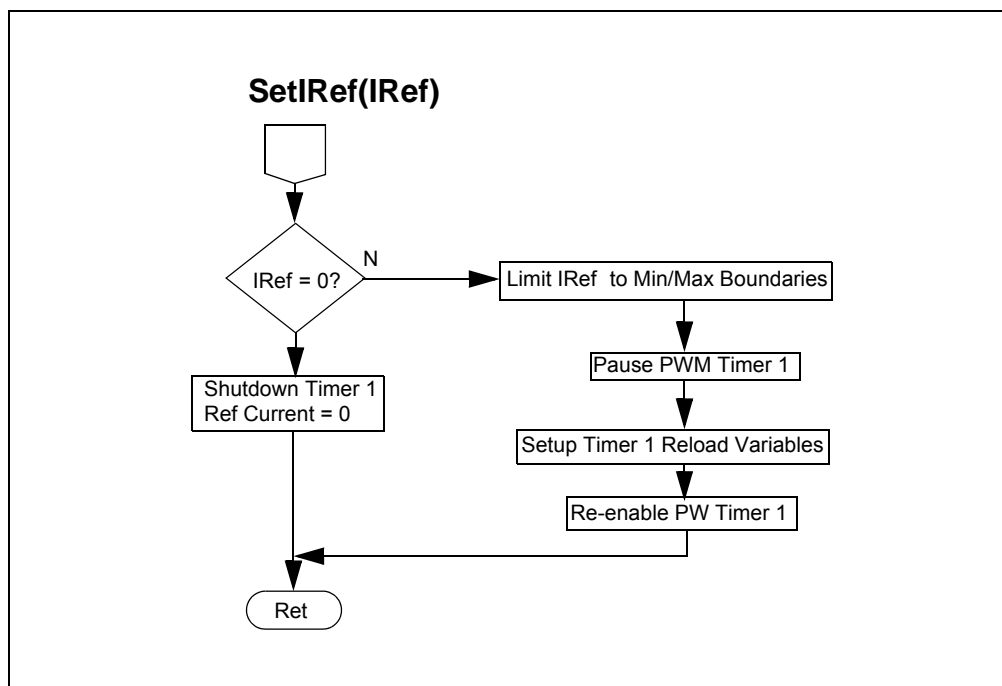 SetIRef(IRef)
IRef = 0?
N
Limit IRef to Min/Max Boundaries
Pause PWM Timer 1
Shutdown Timer 1
Ref Current = 0
Setup Timer 1 Reload Variables
Re-enable PW Timer 1
Ret